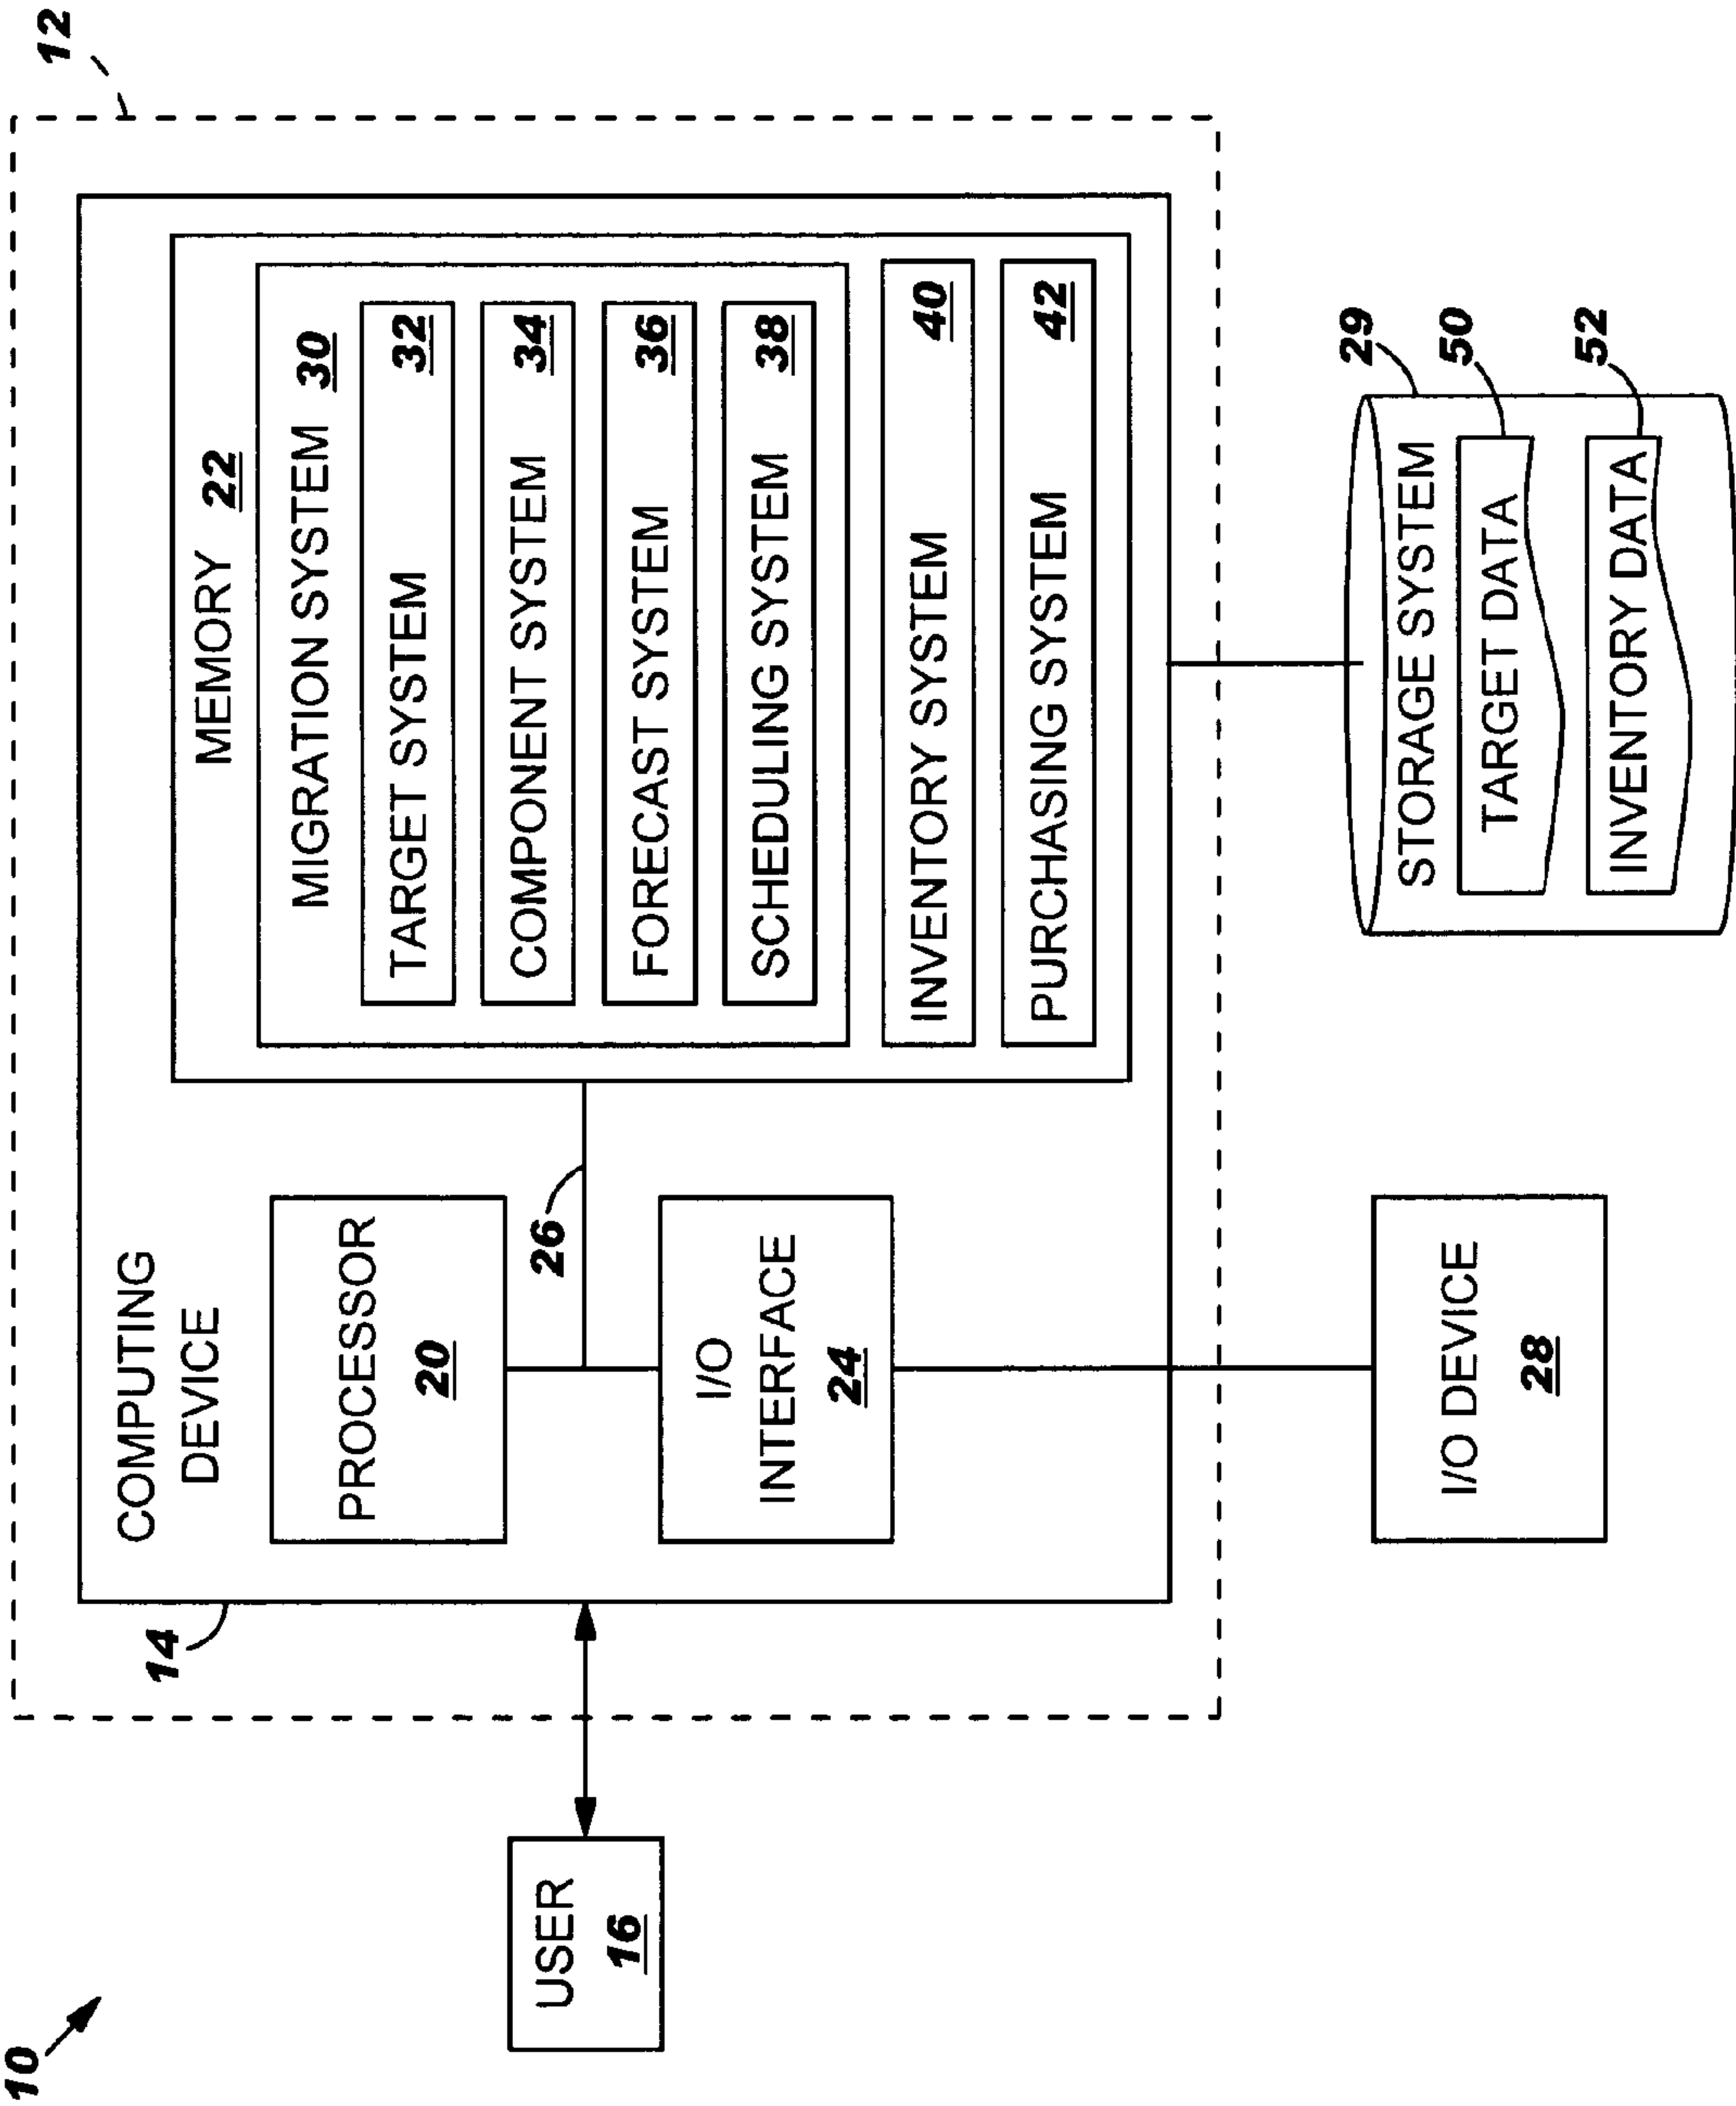 10
12
14
COMPUTING
DEVICE
PROCESSOR
20
26
I/O
INTERFACE
24
MEMORY
22
MIGRATION SYSTEM 30
TARGET SYSTEM 32
COMPONENT SYSTEM 34
FORECAST SYSTEM 36
SCHEDULING SYSTEM 38
INVENTORY SYSTEM 40
PURCHASING SYSTEM 42
USER
16
I/O DEVICE
28
29
STORAGE SYSTEM
50
TARGET DATA
52
INVENTORY DATA